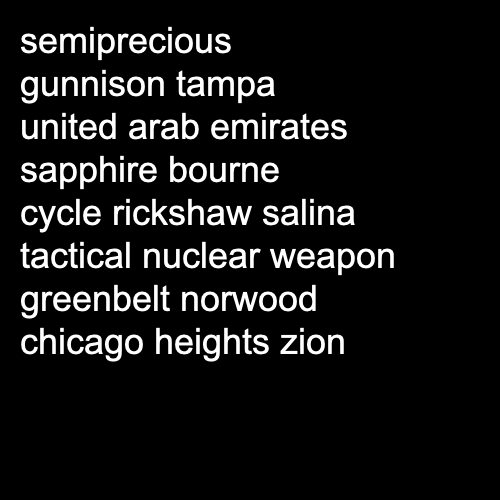 semiprecious
gunnison tampa
united arab emirates
sapphire bourne
cycle rickshaw salina
tactical nuclear weapon
greenbelt norwood
chicago heights zion